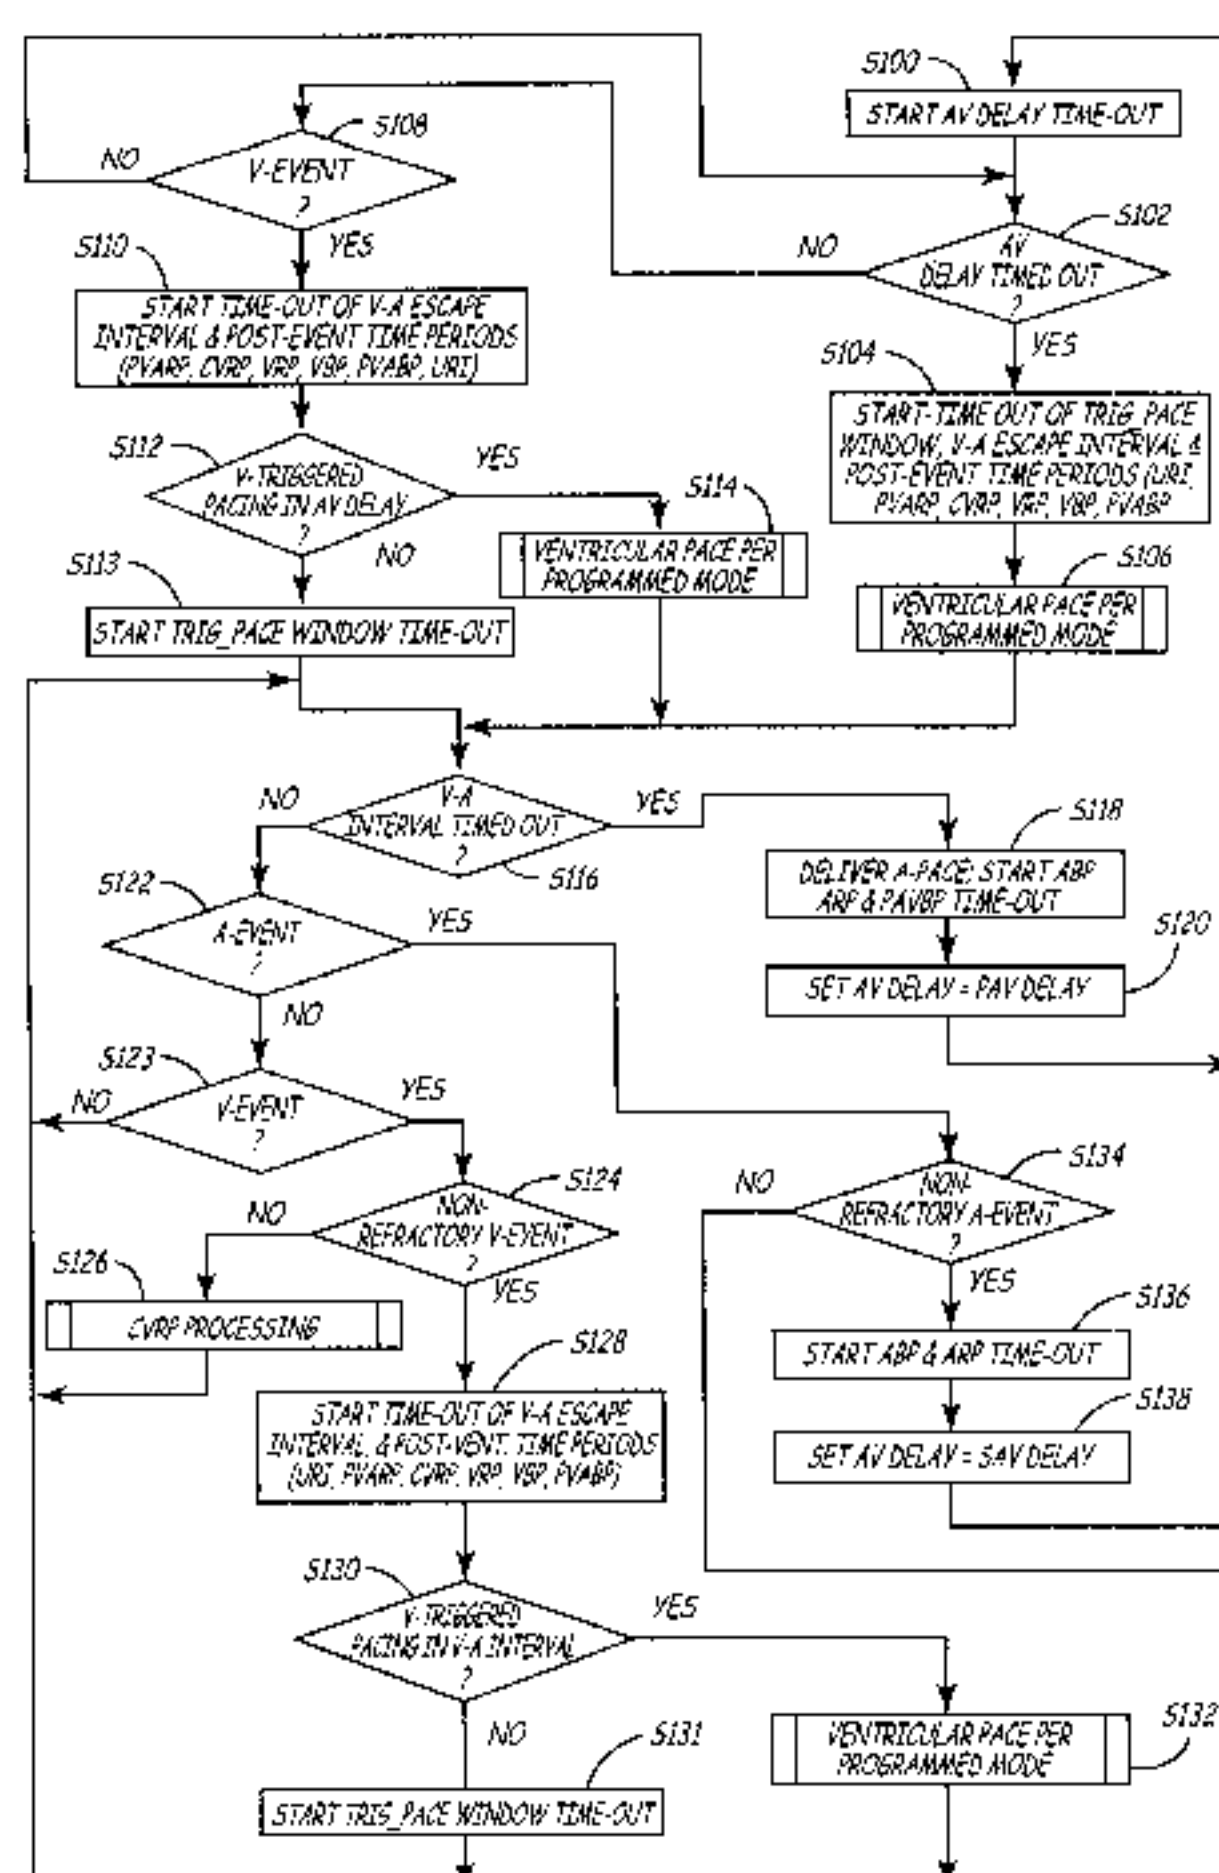 S100
START AV DELAY TIME-OUT
S108
NO
V-EVENT
?
YES
S102
NO
AV
DELAY TIMED OUT
?
YES
S110
START TIME-OUT OF V-A ESCAPE
INTERVAL & POST-EVENT TIME PERIODS
(PVARP, CVRP, VRP, VBP, PVABP, URI)
S104
START-TIME OUT OF TRIG_PACE
WINDOW, V-A ESCAPE INTERVAL &
POST-EVENT TIME PERIODS (URI,
PVARP, CVRP, VRP, VBP, PVABP
S112
V-TRIGGERED
PACING IN AV DELAY
?
YES
NO
S114
VENTRICULAR PACE PER
PROGRAMMED MODE
S106
VENTRICULAR PACE PER
PROGRAMMED MODE
S113
START TRIG_PACE WINDOW TIME-OUT
NO
V-A
INTERVAL TIMED OUT
?
YES
S116
S118
DELIVER A-PACE; START ABP
ARP & PAVBP TIME-OUT
S120
SET AV DELAY = PAV DELAY
S122
A-EVENT
?
YES
NO
S123
NO
V-EVENT
?
YES
S124
NO
NON-
REFRACTORY V-EVENT
?
YES
S134
NO
NON-
REFRACTORY A-EVENT
?
YES
S126
CVRP PROCESSING
S136
START ABP & ARP TIME-OUT
S128
START TIME-OUT OF V-A ESCAPE
INTERVAL, & POST-VENT. TIME PERIODS
(URI, PVARP, CVRP, VRP, VBP, PVABP)
S138
SET AV DELAY = SAV DELAY
S130
V-TRIGGERED
PACING IN V-A INTERVAL
?
YES
NO
S131
START TRIG_PACE WINDOW TIME-OUT
S132
VENTRICULAR PACE PER
PROGRAMMED MODE